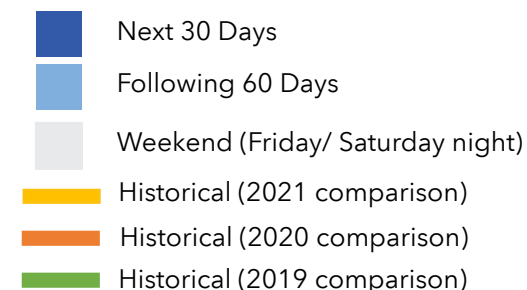 Next 30 Days
Following 60 Days
Weekend (Friday/ Saturday night)
Historical (2021 comparison)
Historical (2020 comparison)
Historical (2019 comparison)